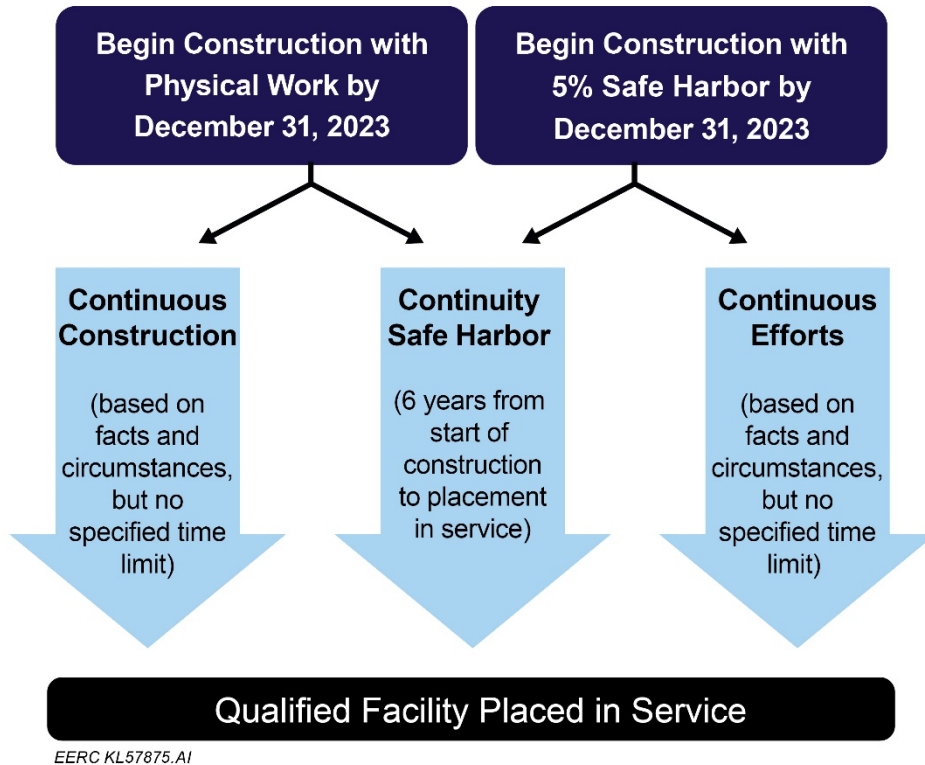 Begin Construction with
Physical Work by
December 31, 2023
Begin Construction with
5% Safe Harbor by
December 31, 2023
Continuous
Construction
(based on
facts and
circumstances,
but no
specified time
limit)
Continuity
Safe Harbor
(6 years from
start of
construction
to placement
in service)
Continuous
Efforts
(based on
facts and
circumstances,
but no
specified time
limit)
Qualified Facility Placed in Service
EERC KL57875.AI